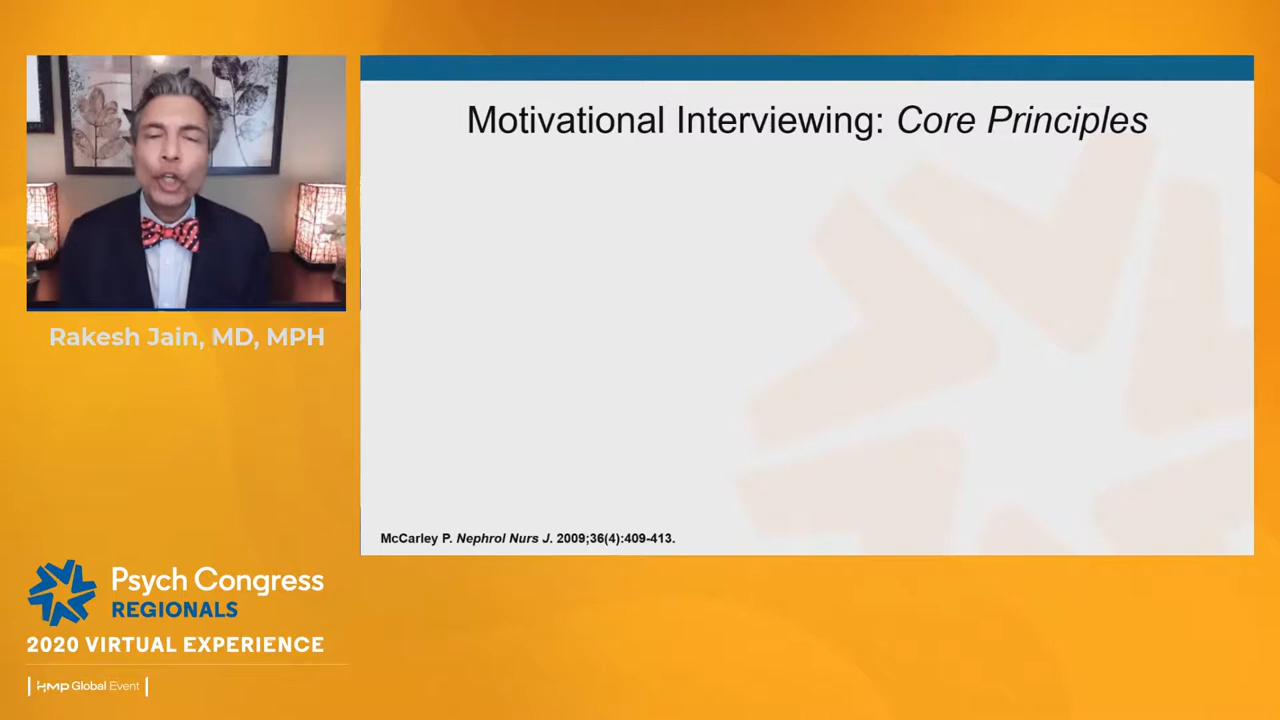 Motivational Interviewing: Core Principles
Rakesh Jain, MD, MPH
McCarley P. Nephrol Nurs J. 2009;36(4):409-413.
Psych Congress
REGIONALS
2020 VIRTUAL EXPERIENCE
HMP Global Event